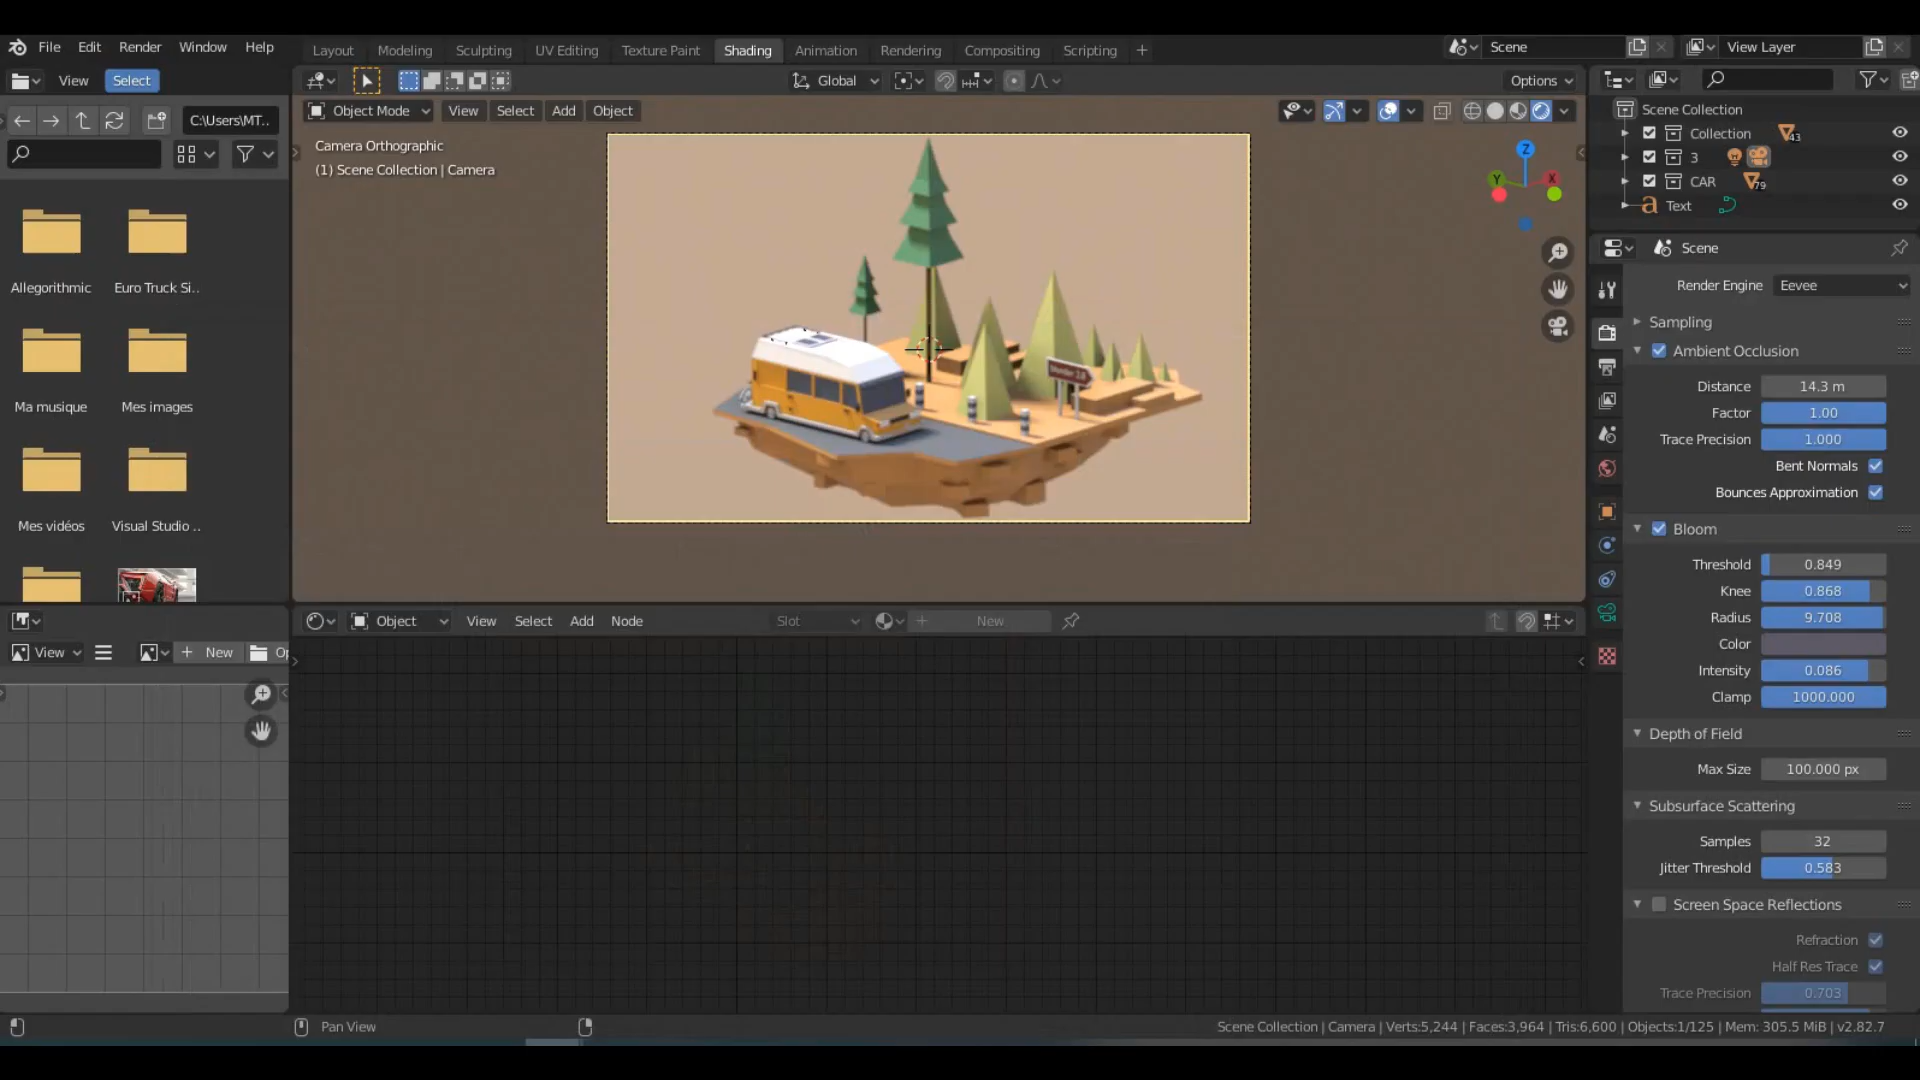 File Edit Render Window Help
Layout Modeling Sculpting UV Editing Texture Paint Shading Animation Rendering Compositing Scripting +
Scene
View Layer
View Select
Global
Options
Object Mode View Select Add Object
C:\Users\MT..
Camera Orthographic
(1) Scene Collection | Camera
Z
Y
X
Allegorithmic Euro Truck Si..
Ma musique Mes images
Mes vidéos Visual Studio ..
Object View Select Add Node
Slot
New
View
New
Scene Collection
Collection 43
3
CAR 79
Text
Scene
Render Engine Eevee
Sampling
Ambient Occlusion
Distance 14.3 m
Factor 1.00
Trace Precision 1.000
Bent Normals
Bounces Approximation
Bloom
Threshold 0.849
Knee 0.868
Radius 9.708
Color
Intensity 0.086
Clamp 1000.000
Depth of Field
Max Size 100.000 px
Subsurface Scattering
Samples 32
Jitter Threshold 0.583
Screen Space Reflections
Refraction
Half Res Trace
Trace Precision 0.703
Pan View
Scene Collection | Camera | Verts:5,244 | Faces:3,964 | Tris:6,600 | Objects:1/125 | Mem: 305.5 MiB | v2.82.7